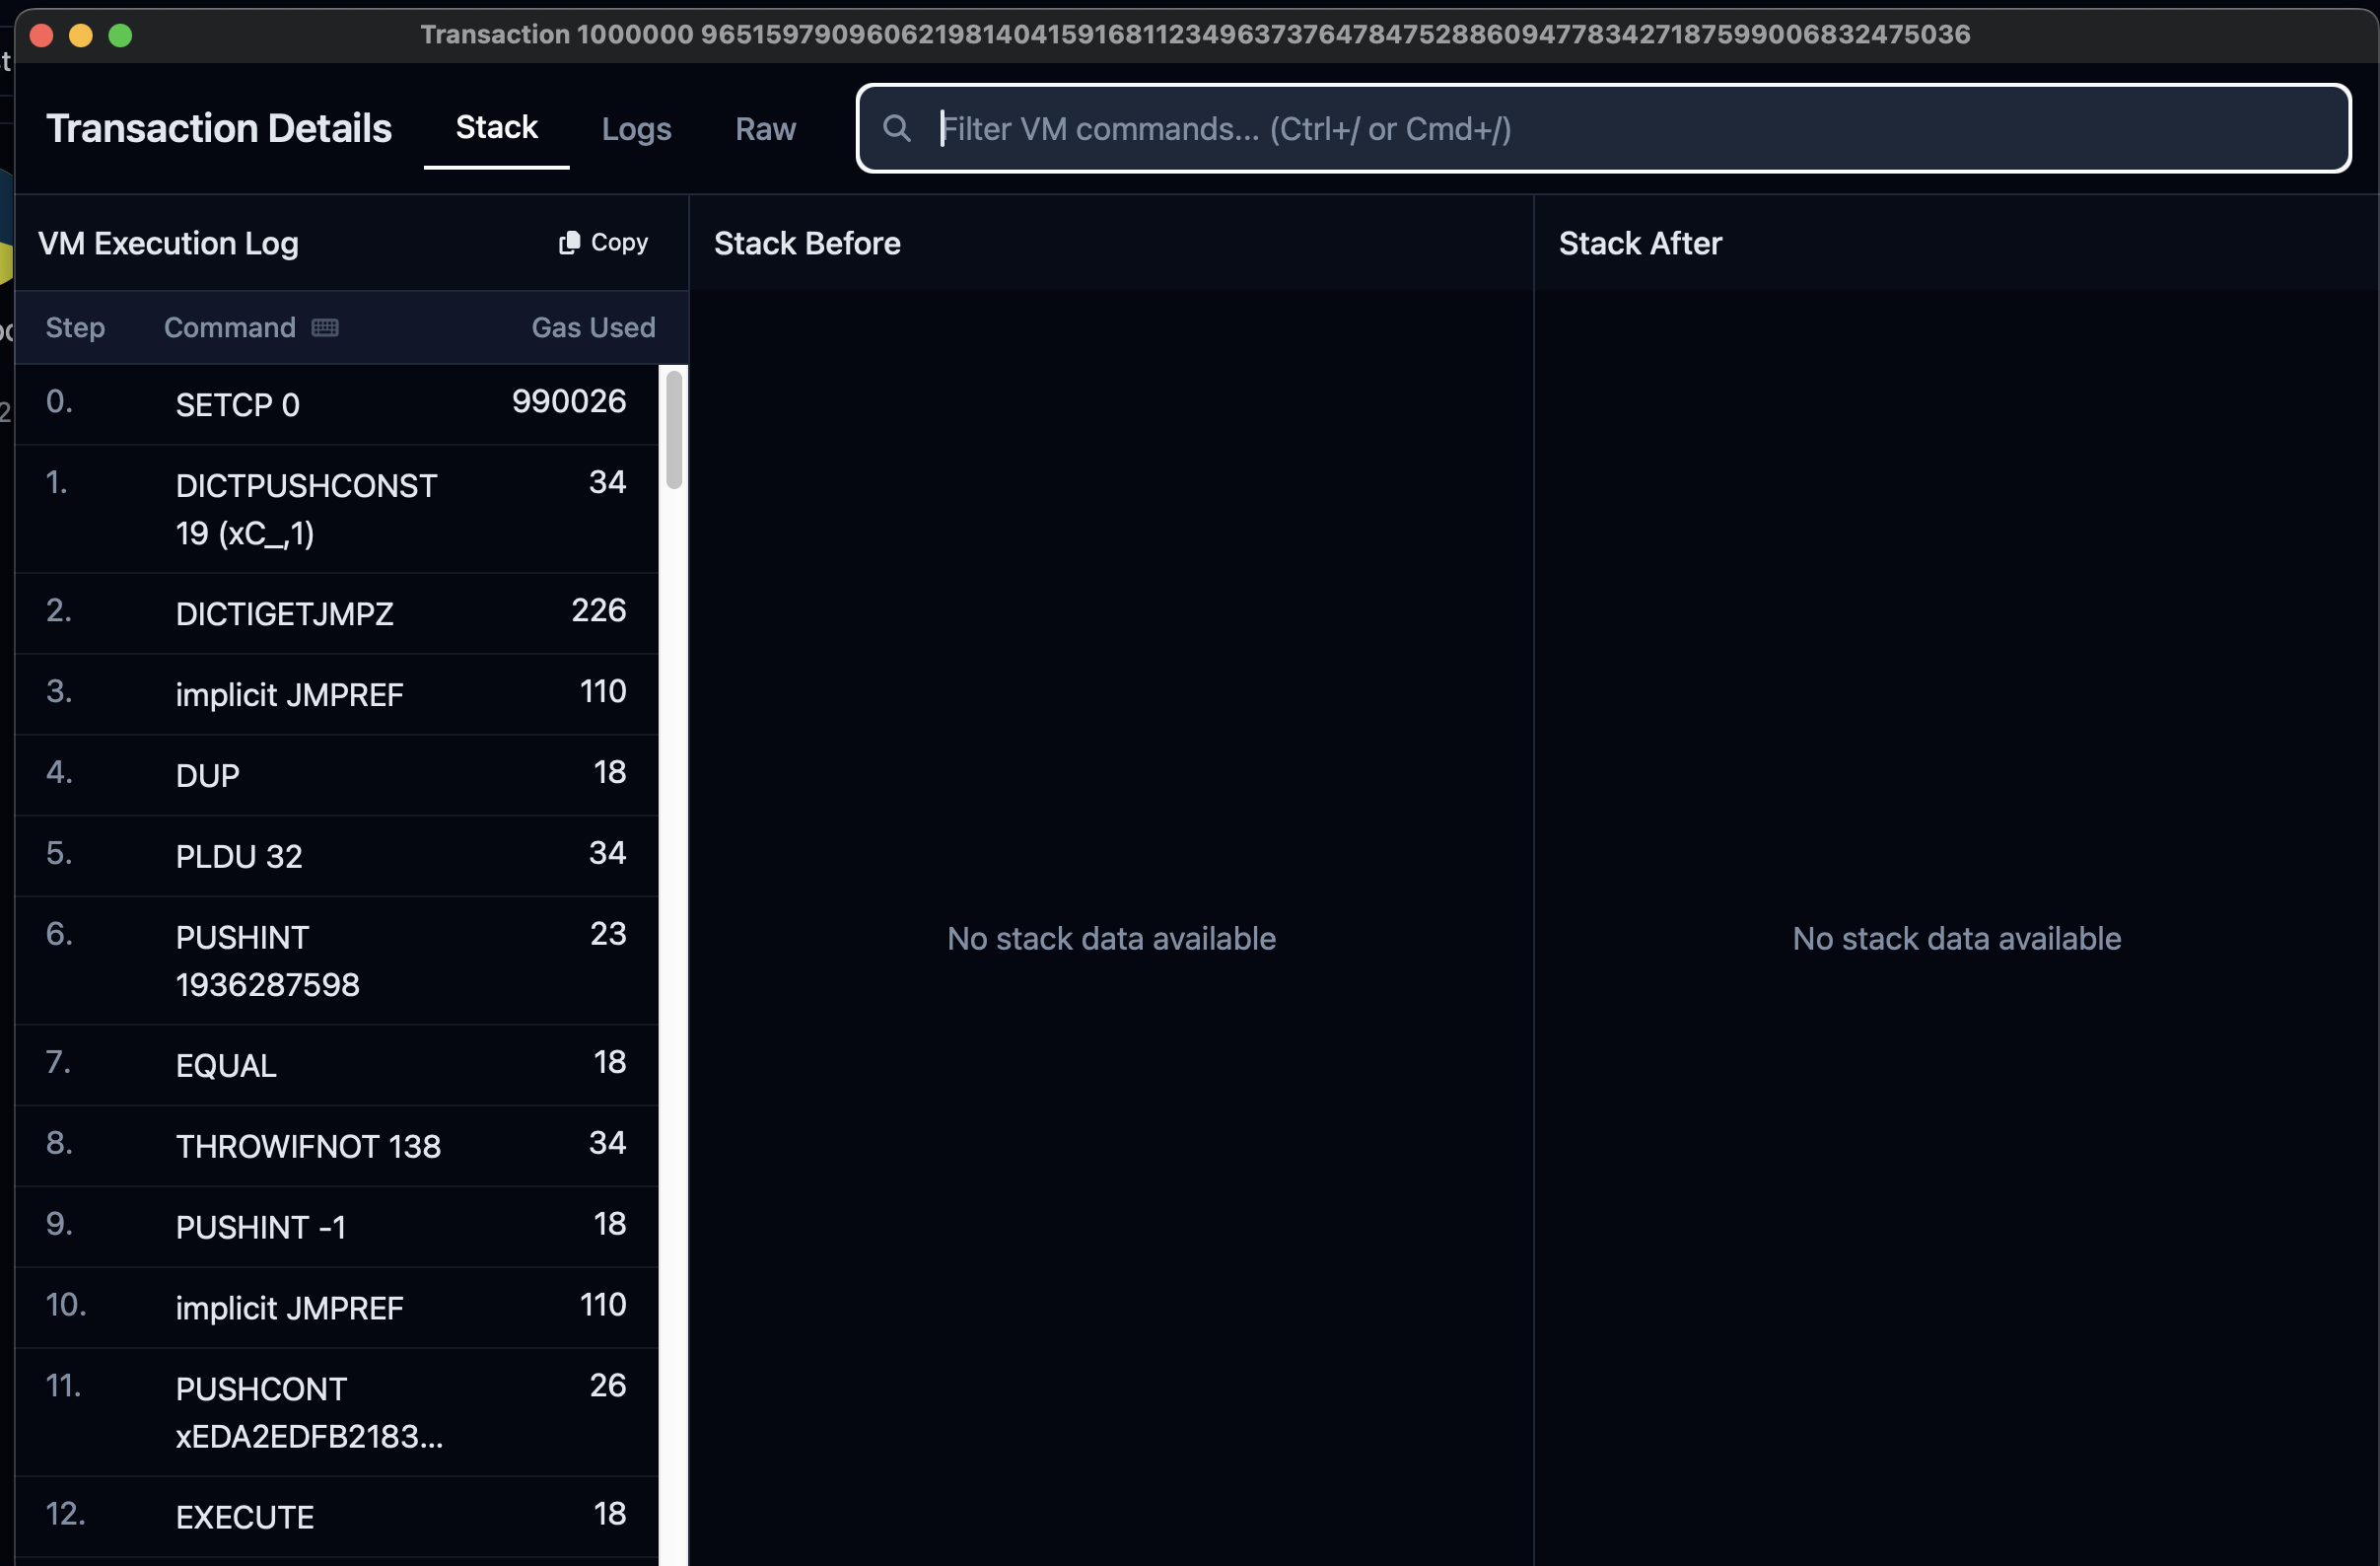 Transaction 1000000 96515979096062198140415916811234963737647847528860947783427187599006832475036
Transaction Details Stack Logs Raw Filter VM commands... (Ctrl+/ or Cmd+/)
VM Execution Log Copy Stack Before Stack After
Step Command Gas Used
0. SETCP 0 990026
1. DICTPUSHCONST 34
19 (xC_,1)
2. DICTIGETJMPZ 226
3. implicit JMPREF 110
4. DUP 18
5. PLDU 32 34
6. PUSHINT 23
1936287598
No stack data available No stack data available
7. EQUAL 18
8. THROWIFNOT 138 34
9. PUSHINT -1 18
10. implicit JMPREF 110
11. PUSHCONT 26
xEDA2EDFB2183...
12. EXECUTE 18